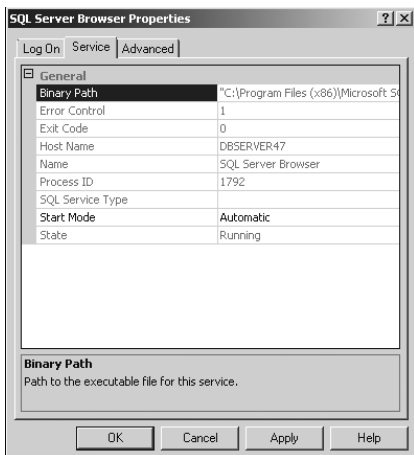 SQL Server Browser Properties
Log On Service Advanced
General
Binary Path "C:\Program Files (x86)\Microsoft SQ
Error Control 1
Exit Code 0
Host Name DBSERVER47
Name SQL Server Browser
Process ID 1792
SQL Service Type
Start Mode Automatic
State Running
Binary Path
Path to the executable file for this service.
OK Cancel Apply Help